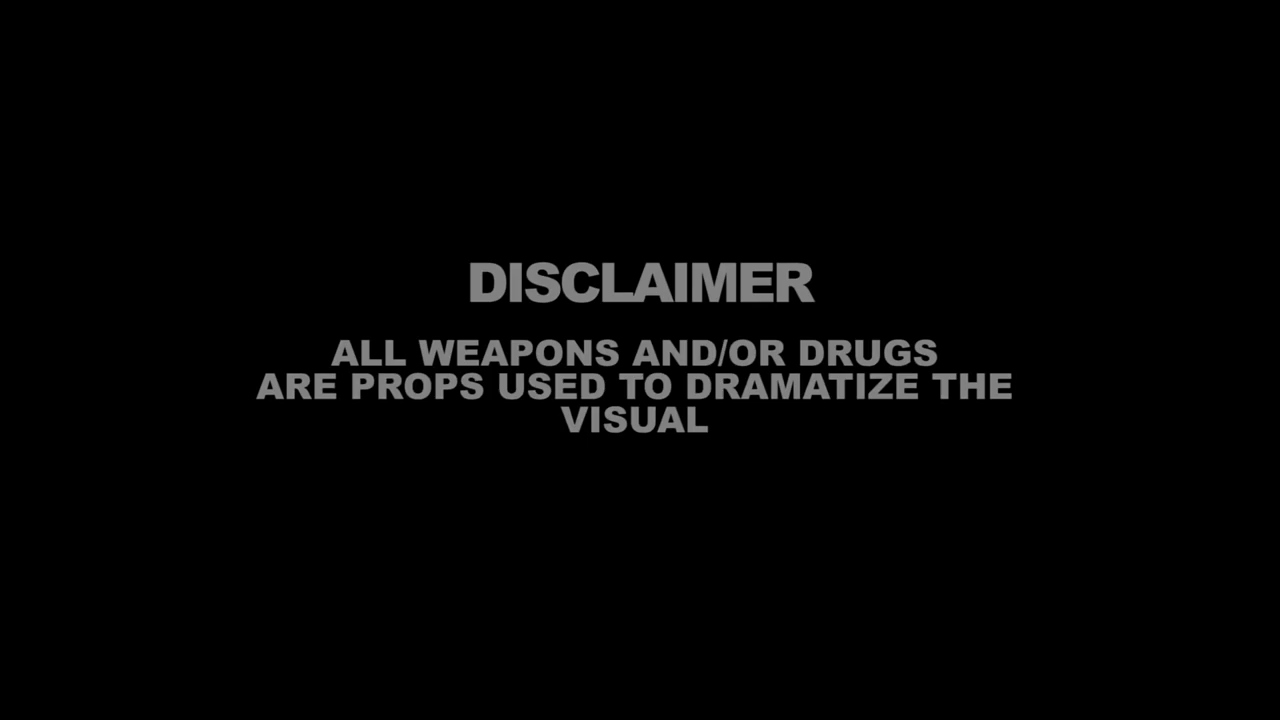 DISCLAIMER
ALL WEAPONS AND/OR DRUGS
ARE PROPS USED TO DRAMATIZE THE
VISUAL